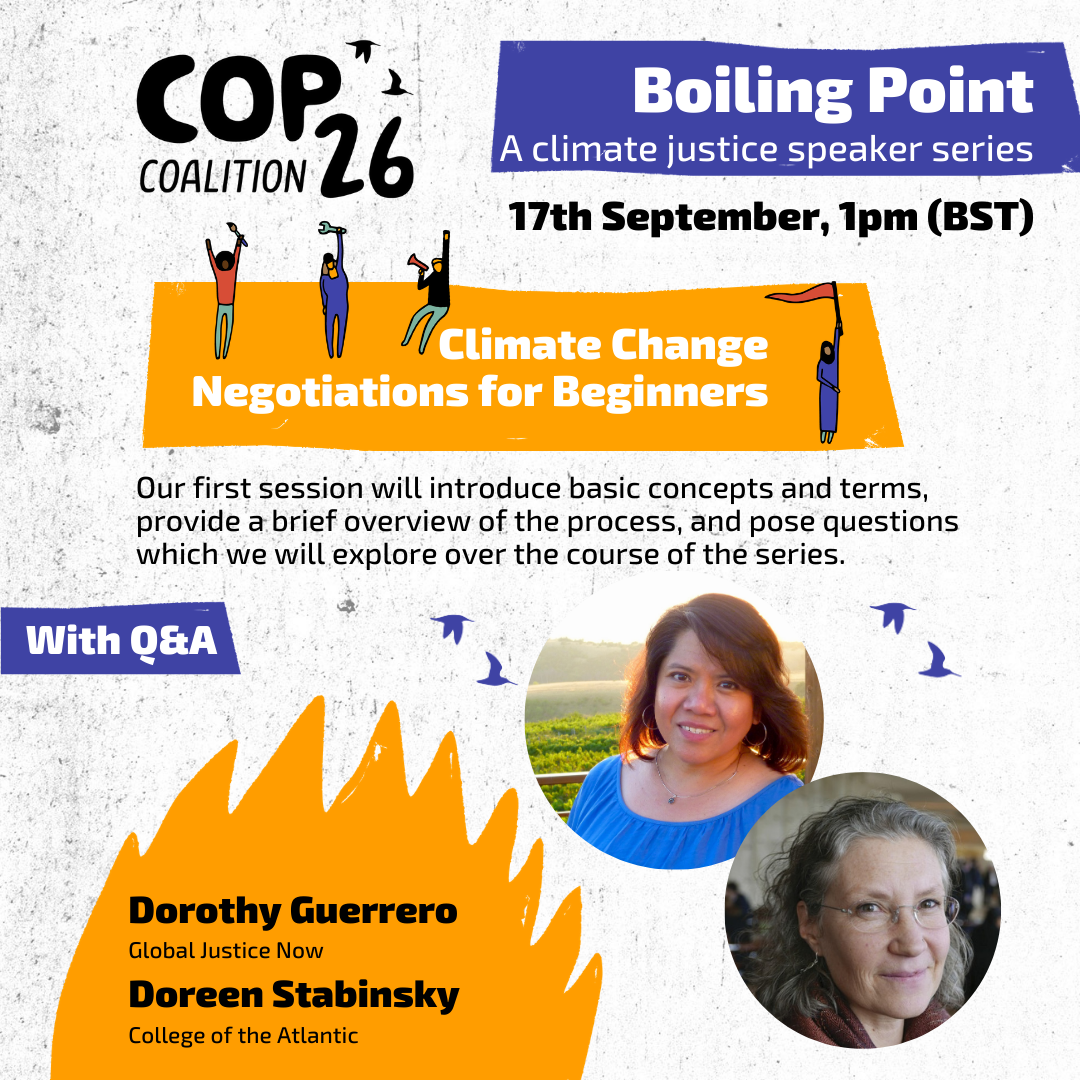 COP26
COALITION
Boiling Point
A climate justice speaker series
17th September, 1pm (BST)
Climate Change
Negotiations for Beginners
Our first session will introduce basic concepts and terms,
provide a brief overview of the process, and pose questions
which we will explore over the course of the series.
With Q&A
Dorothy Guerrero
Global Justice Now
Doreen Stabinsky
College of the Atlantic